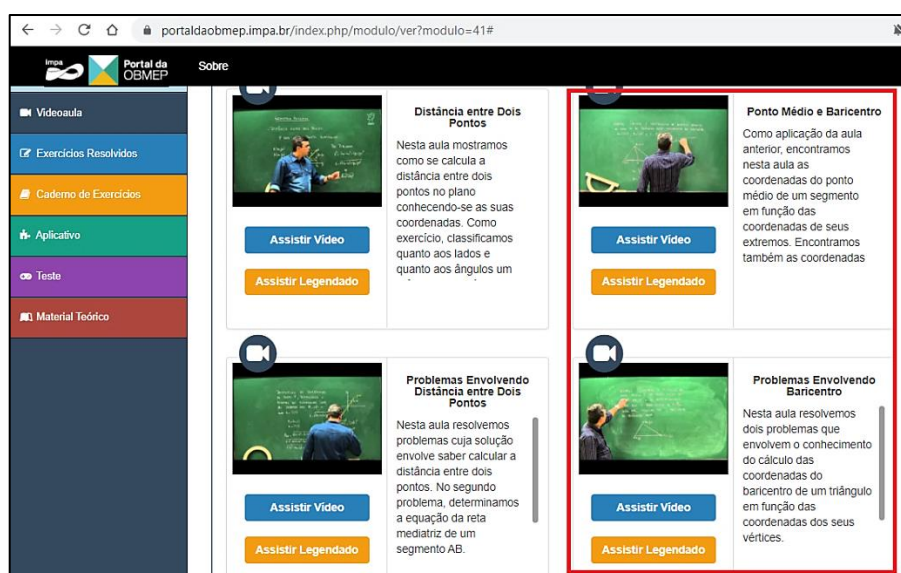 portaldaobmep.impa.br/index.php/modulo/ver?modulo=41#
impa
Portal da
OBMEP
Sobre
Videoaula
Exercícios Resolvidos
Caderno de Exercícios
Aplicativo
Teste
Material Teórico
Distância entre Dois
Pontos
Nesta aula mostramos
como se calcula a
distância entre dois
pontos no plano
conhecendo-se as suas
coordenadas. Como
exercício, classificamos
quanto aos lados e
quanto aos ângulos um
Assistir Vídeo
Assistir Legendado
Ponto Médio e Baricentro
Como aplicação da aula
anterior, encontramos
nesta aula as
coordenadas do ponto
médio de um segmento
em função das
coordenadas de seus
extremos. Encontramos
também as coordenadas
Assistir Vídeo
Assistir Legendado
Problemas Envolvendo
Distância entre Dois
Pontos
Nesta aula resolvemos
problemas cuja solução
envolve saber calcular a
distância entre dois
pontos. No segundo
problema, determinamos
a equação da reta
mediatriz de um
segmento AB.
Assistir Vídeo
Assistir Legendado
Problemas Envolvendo
Baricentro
Nesta aula resolvemos
dois problemas que
envolvem o conhecimento
do cálculo das
coordenadas do
baricentro de um triângulo
em função das
coordenadas dos seus
vértices.
Assistir Vídeo
Assistir Legendado